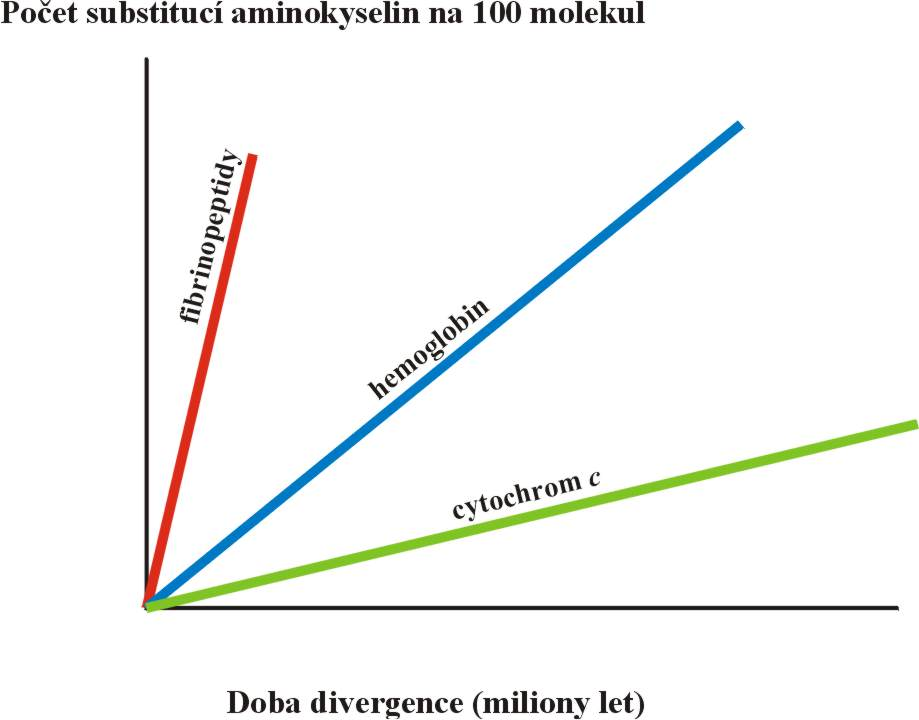 Počet substitucí aminokyselin na 100 molekul
fibrinopeptidy
hemoglobin
cytochrom c
Doba divergence (miliony let)